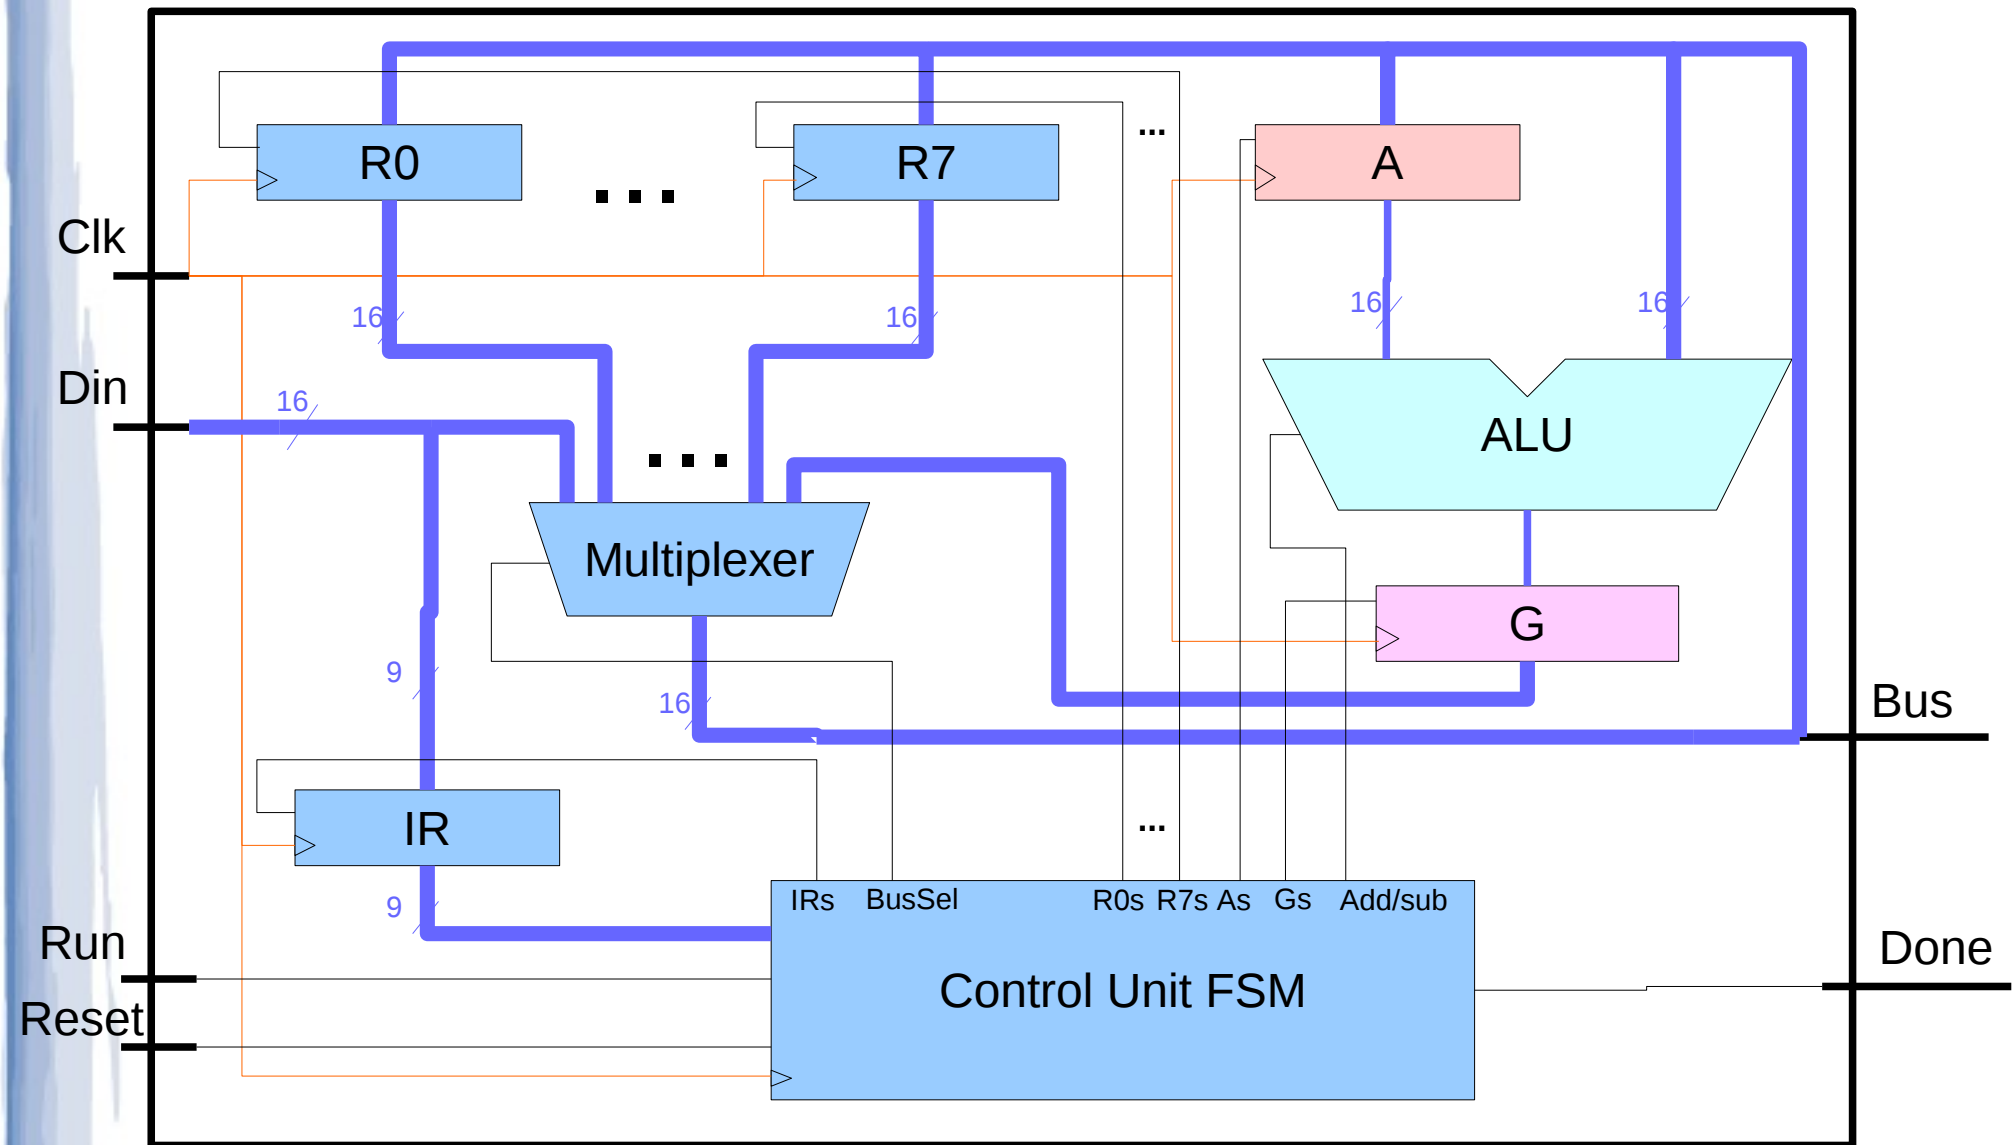 ...
R0
R7
A
Clk
16
16
16
16
Din
16
ALU
Multiplexer
G
9
16
Bus
IR
...
9
IRs
BusSel
R0s
R7s
As
Gs
Add/sub
Run
Done
Control Unit FSM
Reset